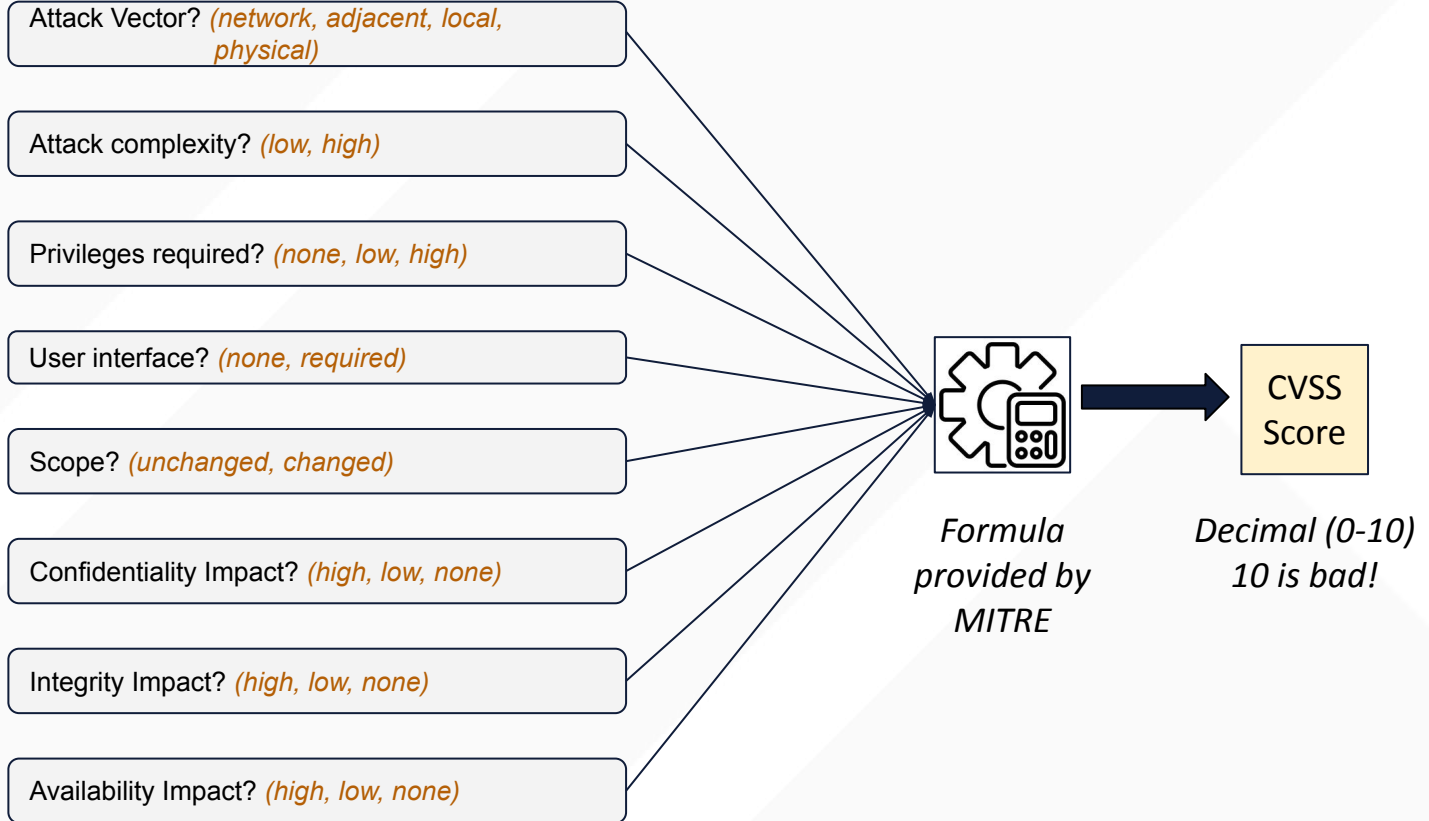 Attack Vector? (network, adjacent, local,
physical)
Attack complexity? (low, high)
Privileges required? (none, low, high)
User interface? (none, required)
Scope? (unchanged, changed)
Confidentiality Impact? (high, low, none)
Integrity Impact? (high, low, none)
Availability Impact? (high, low, none)
Formula
provided by
MITRE
CVSS
Score
Decimal (0-10)
10 is bad!